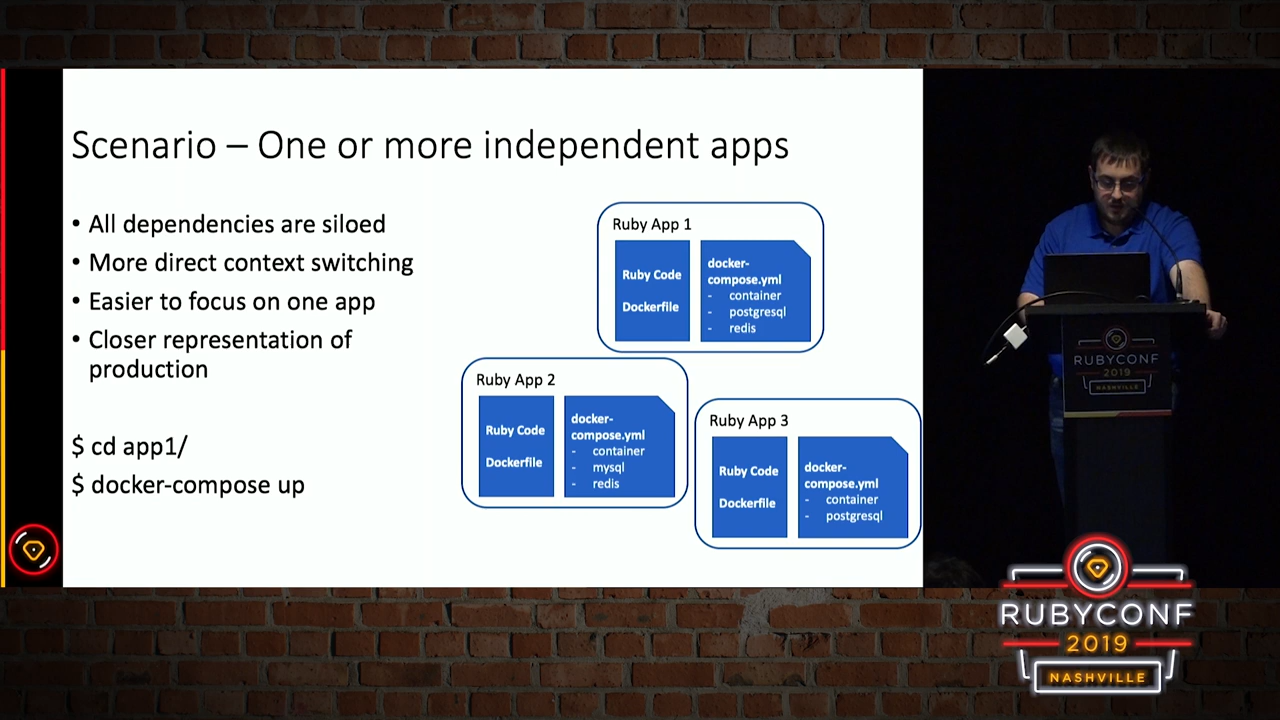 Scenario – One or more independent apps
• All dependencies are siloed
• More direct context switching
• Easier to focus on one app
• Closer representation of
production
$ cd app1/
$ docker-compose up
Ruby App 1
Ruby Code
Dockerfile
docker-
compose.yml
- container
- postgresql
- redis
Ruby App 2
Ruby Code
Dockerfile
docker-
compose.yml
- container
- mysql
- redis
Ruby App 3
Ruby Code
Dockerfile
docker-
compose.yml
- container
- postgresql
RUBYCONF
2019
NASHVILLE
RUBYCONF
2019
NASHVILLE